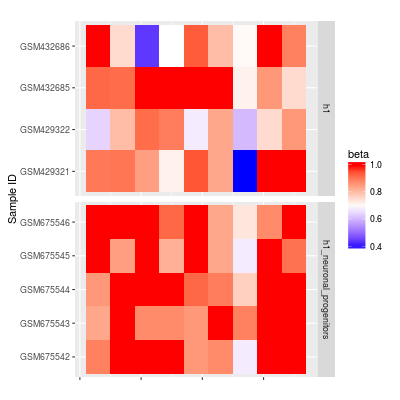 GSM432686
GSM432685
GSM429322
GSM429321
h1
GSM675546
GSM675545
GSM675544
GSM675543
GSM675542
h1_neuronal_progenitors
Sample ID
beta
1.0
0.8
0.6
0.4